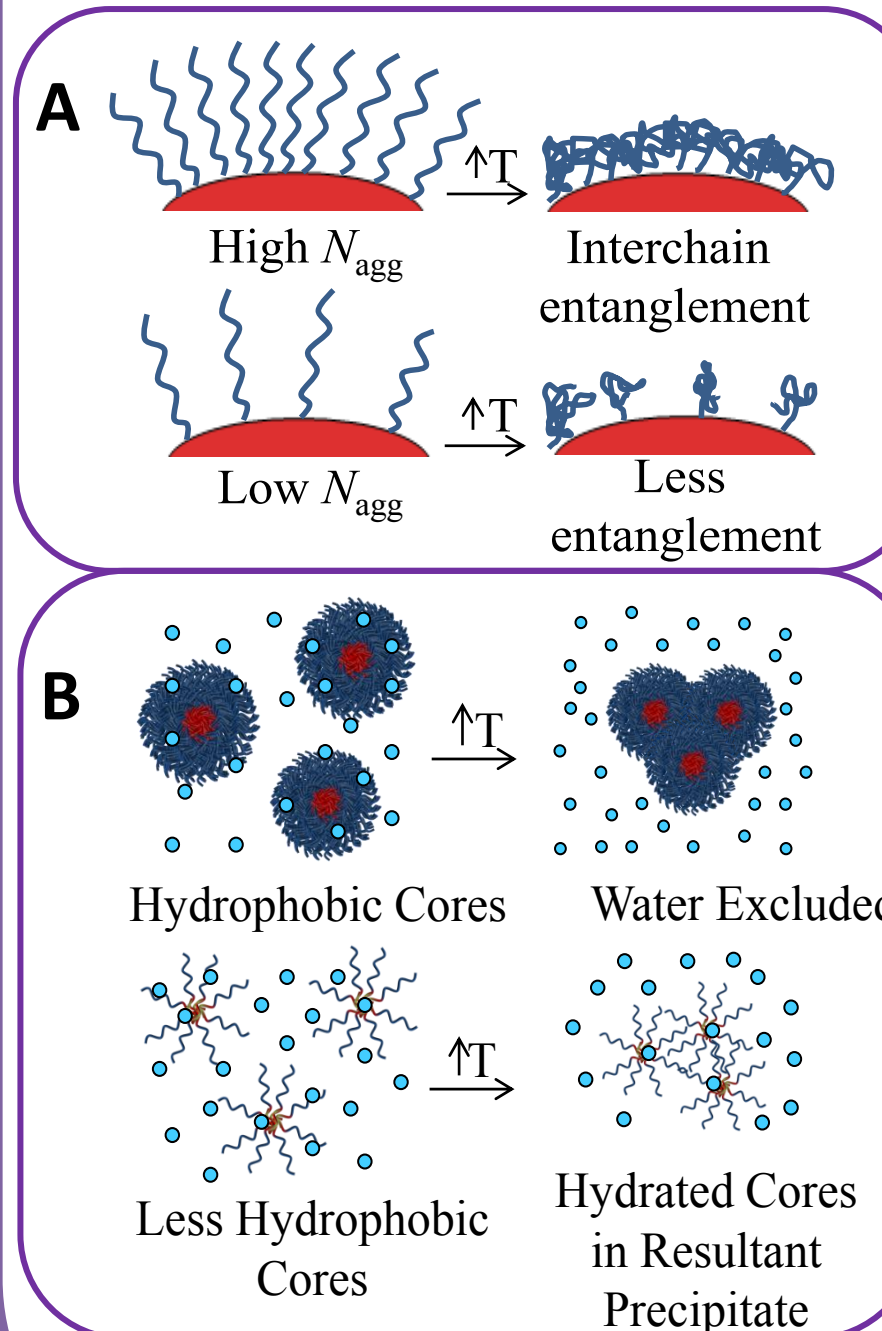 A
↑T
High Nagg
Interchain
entanglement
↑T
Low Nagg
Less
entanglement
B
↑T
Hydrophobic Cores
Water Excluded
↑T
Less Hydrophobic
Cores
Hydrated Cores
in Resultant
Precipitate